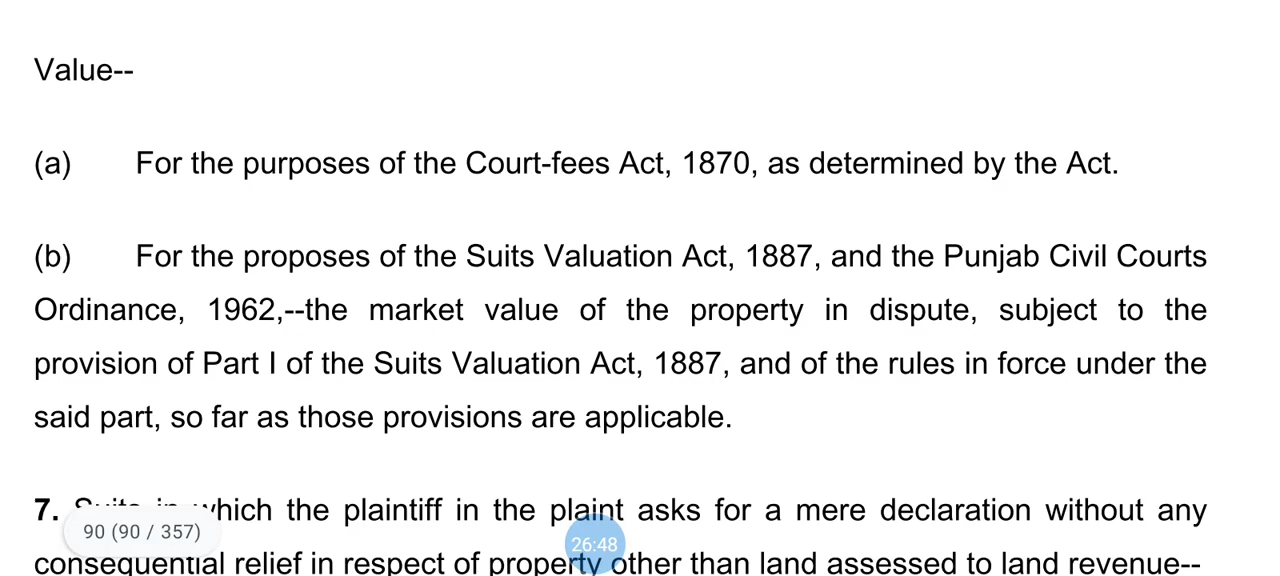 Value--
(a) For the purposes of the Court-fees Act, 1870, as determined by the Act.
(b) For the proposes of the Suits Valuation Act, 1887, and the Punjab Civil Courts
Ordinance, 1962,--the market value of the property in dispute, subject to the
provision of Part I of the Suits Valuation Act, 1887, and of the rules in force under the
said part, so far as those provisions are applicable.
7. Suits in which the plaintiff in the plaint asks for a mere declaration without any
90 (90 / 357)
26:48
consequential relief in respect of property other than land assessed to land revenue--